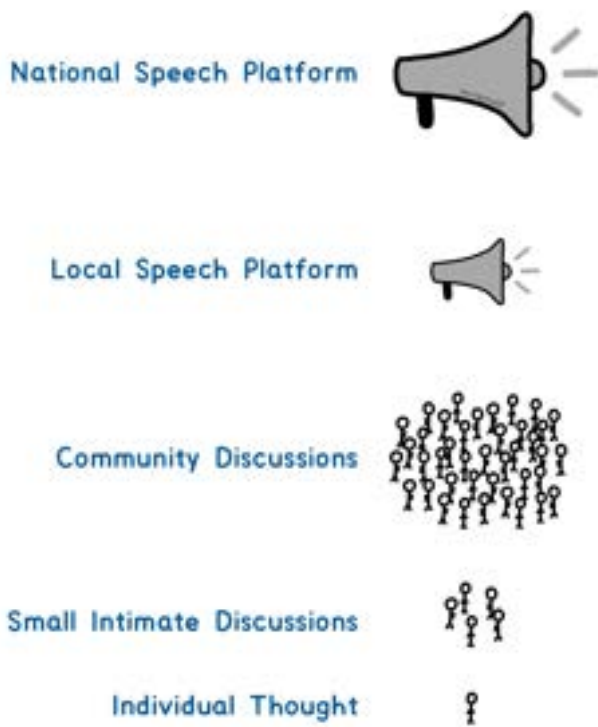 National Speech Platform
Local Speech Platform
Community Discussions
Small Intimate Discussions
Individual Thought